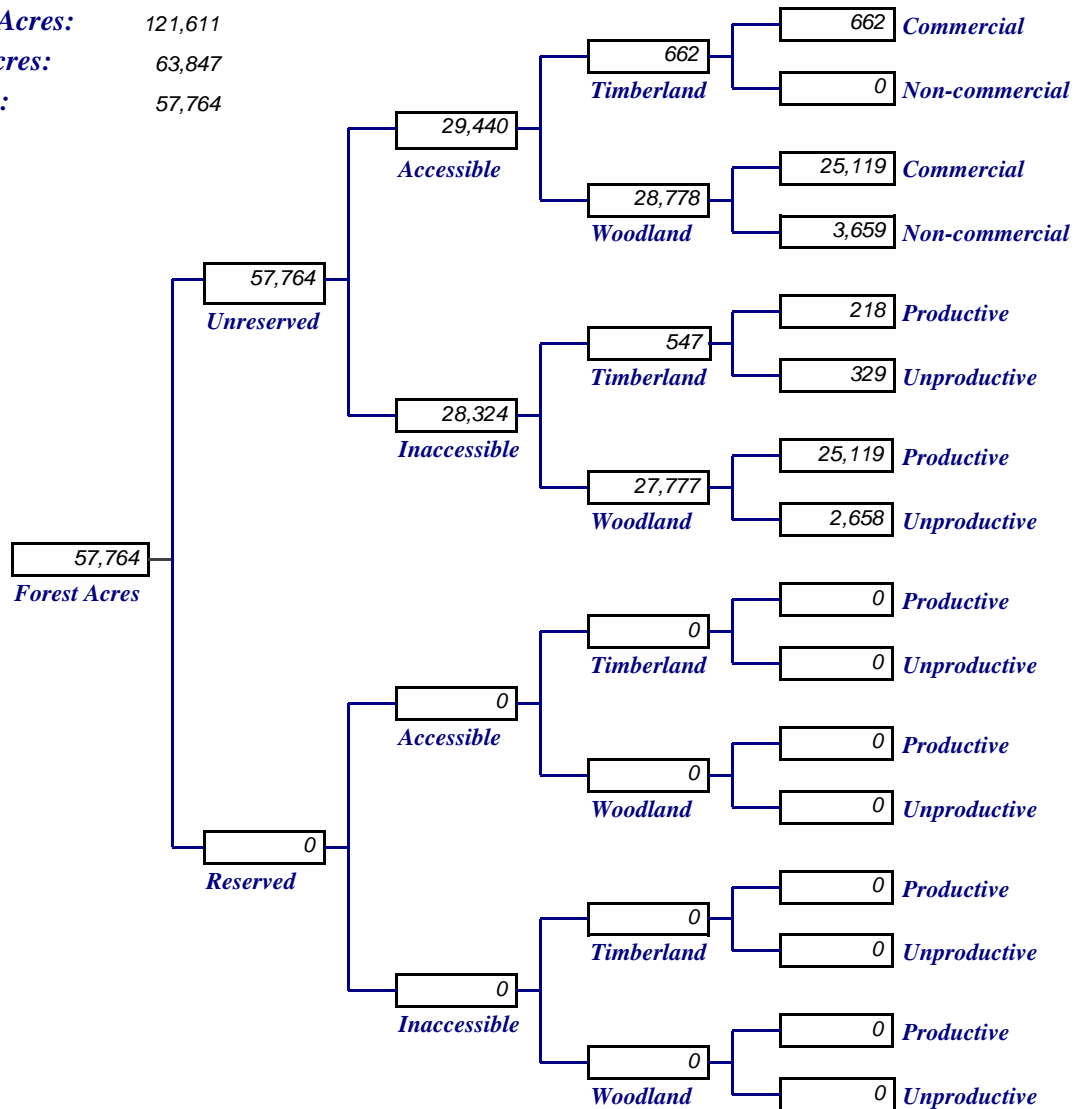 Acres: 121,611
cres: 63,847
: 57,764
662 Commercial
662
Timberland
0 Non-commercial
29,440
Accessible
25,119 Commercial
28,778
Woodland
3,659 Non-commercial
57,764
Unreserved
218 Productive
547
Timberland
329 Unproductive
28,324
Inaccessible
25,119 Productive
27,777
Woodland
2,658 Unproductive
57,764
Forest Acres
0 Productive
0
Timberland
0 Unproductive
0
Accessible
0 Productive
0
Woodland
0 Unproductive
0
Reserved
0 Productive
0
Timberland
0 Unproductive
0
Inaccessible
0 Productive
0
Woodland
0 Unproductive